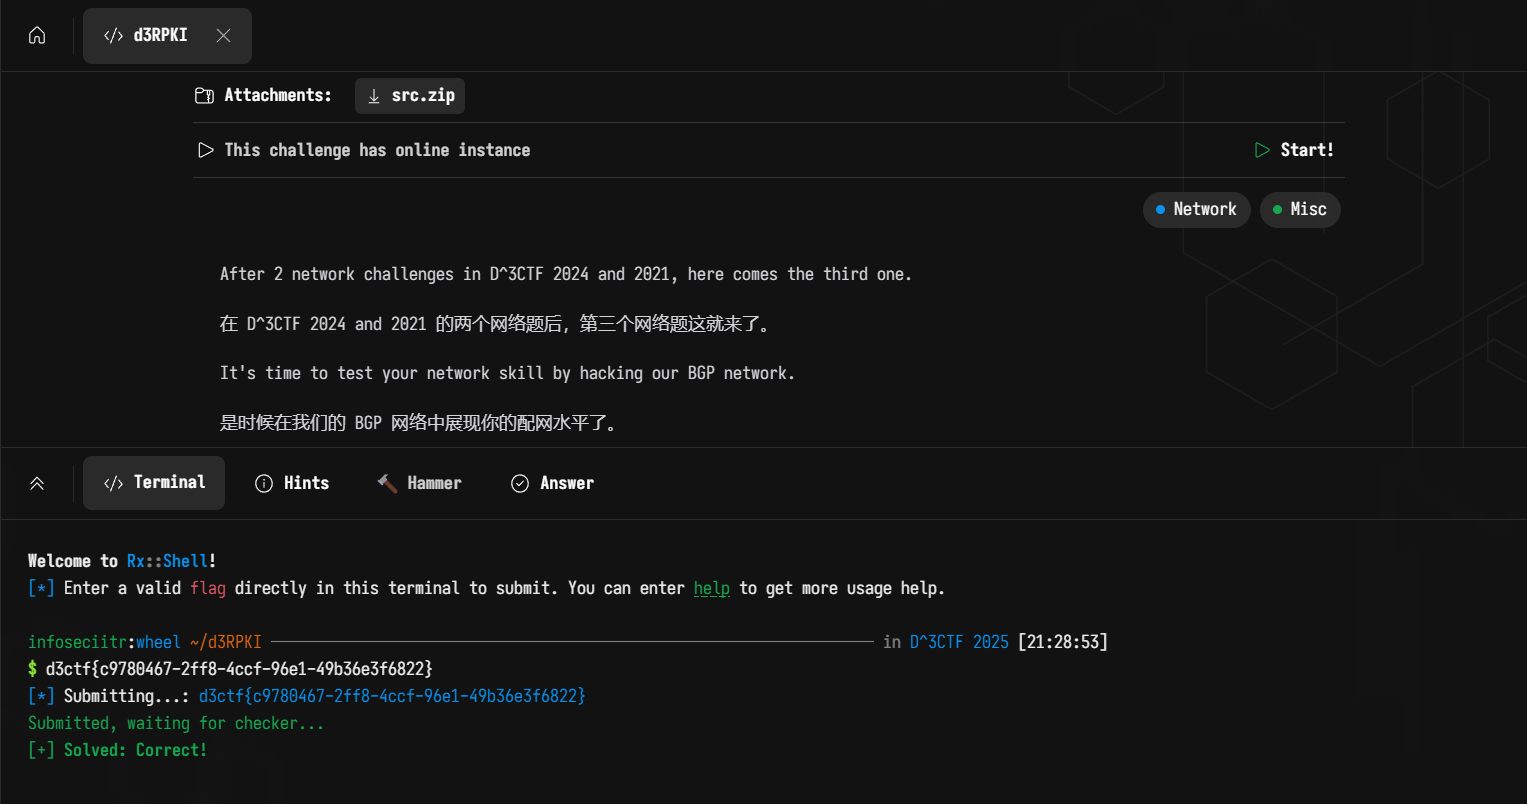 </> d3RPKI
Attachments: src.zip
This challenge has online instance Start!
Network Misc
After 2 network challenges in D^3CTF 2024 and 2021, here comes the third one.
在 D^3CTF 2024 and 2021 的两个网络题后，第三个网络题这就来了。
It's time to test your network skill by hacking our BGP network.
是时候在我们的 BGP 网络中展现你的配网水平了。
</> Terminal Hints Hammer Answer
Welcome to Rx::Shell!
[*] Enter a valid flag directly in this terminal to submit. You can enter help to get more usage help.
infoseciitr:wheel ~/d3RPKI in D^3CTF 2025 [21:28:53]
$ d3ctf{c9780467-2ff8-4ccf-96e1-49b36e3f6822}
[*] Submitting...: d3ctf{c9780467-2ff8-4ccf-96e1-49b36e3f6822}
Submitted, waiting for checker...
[+] Solved: Correct!